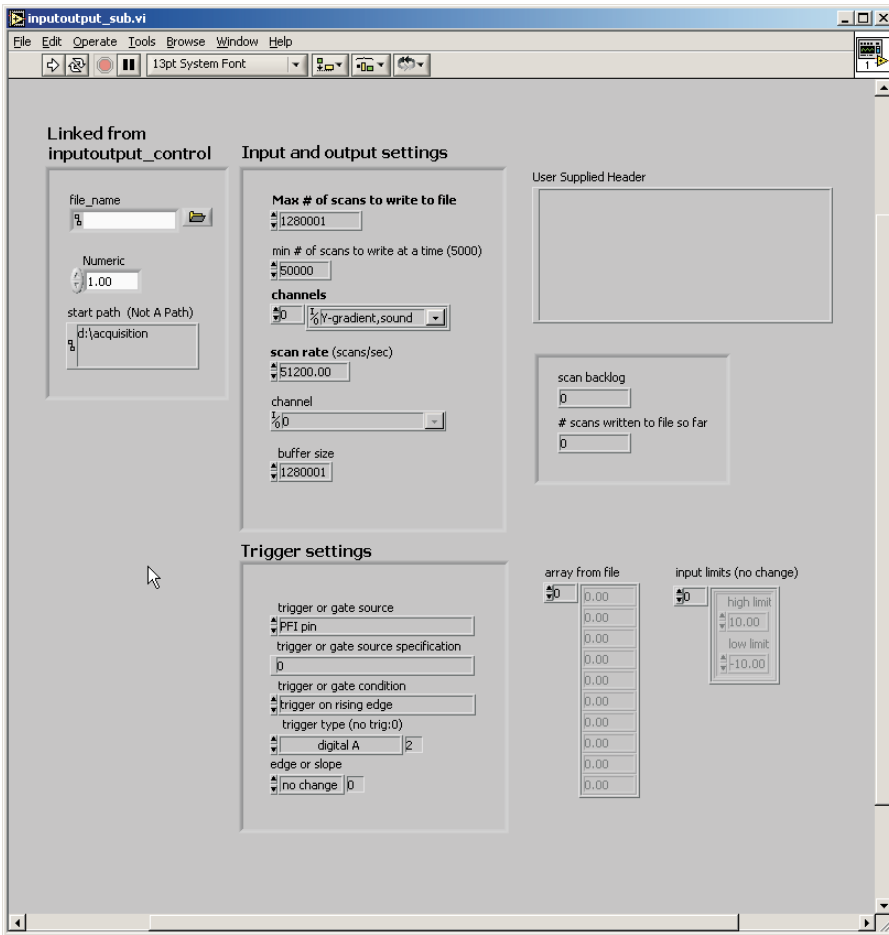 inputoutput_sub.vi
File Edit Operate Tools Browse Window Help
13pt System Font
1
Linked from
inputoutput_control
file_name
Numeric
1.00
start path (Not A Path)
d:\acquisition
Input and output settings
Max # of scans to write to file
1280001
min # of scans to write at a time (5000)
50000
channels
0 I/0 Y-gradient,sound
scan rate (scans/sec)
51200.00
channel
I/0 0
buffer size
1280001
User Supplied Header
scan backlog
0
# scans written to file so far
0
Trigger settings
trigger or gate source
PFI pin
trigger or gate source specification
0
trigger or gate condition
trigger on rising edge
trigger type (no trig:0)
digital A 2
edge or slope
no change 0
array from file
0 0.00
0.00
0.00
0.00
0.00
0.00
0.00
0.00
0.00
0.00
input limits (no change)
0 high limit
10.00
low limit
-10.00